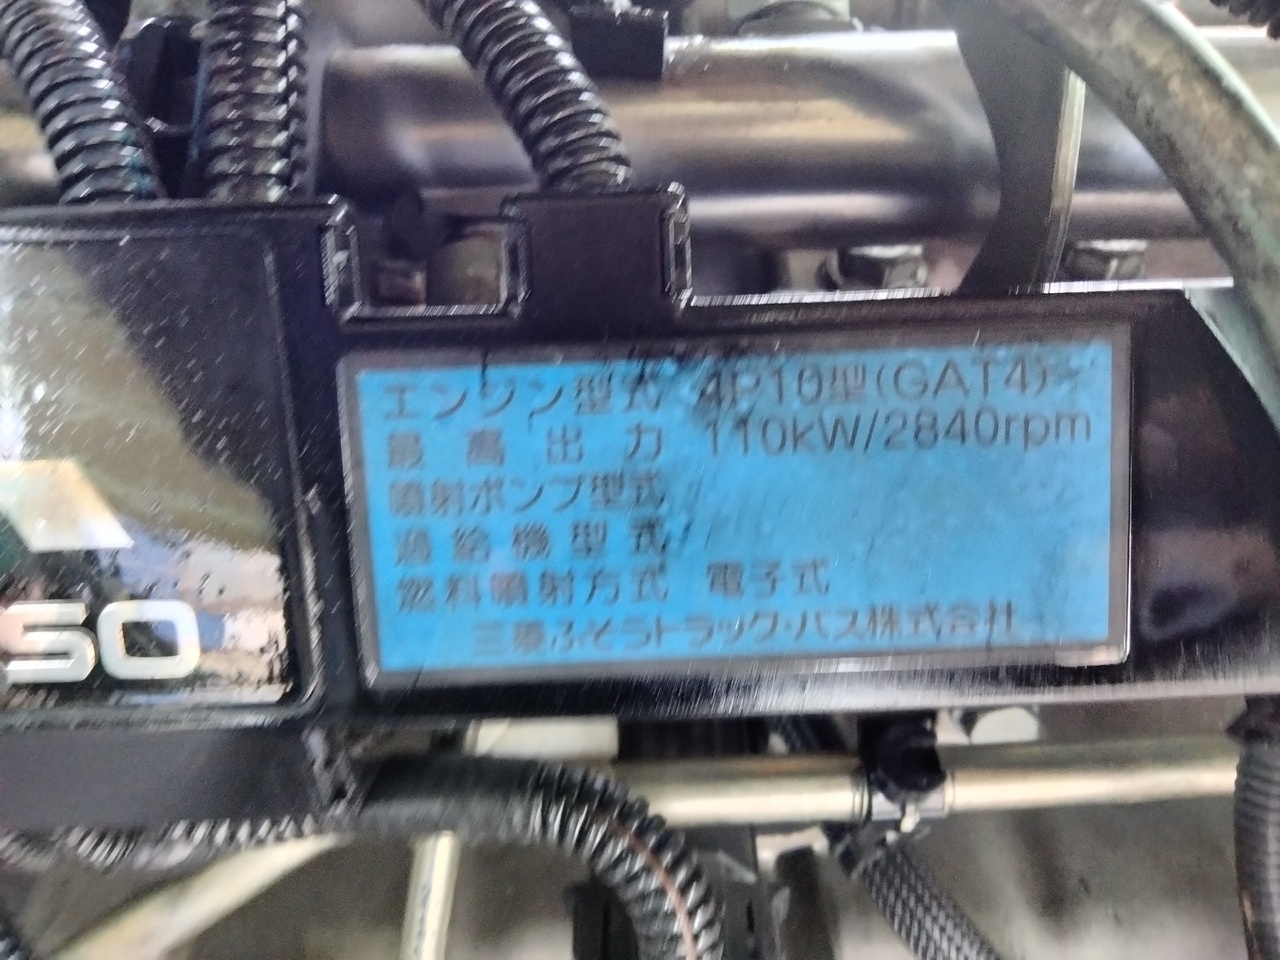 エンジン型式 4P10型(GAT4)
最高出力 110kW/2840rpm
噴射ポンプ型式
過給機型式
燃料噴射方式 電子式
三菱ふそうトラック・バス株式会社
50